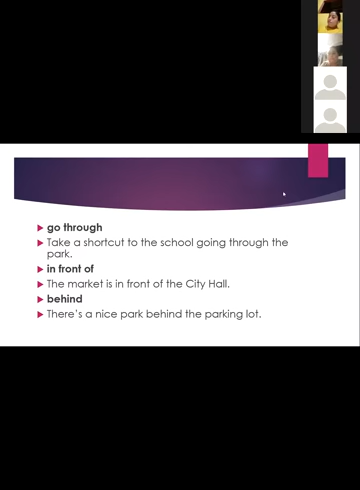 go through
Take a shortcut to the school going through the
park.
in front of
The market is in front of the City Hall.
behind
There's a nice park behind the parking lot.